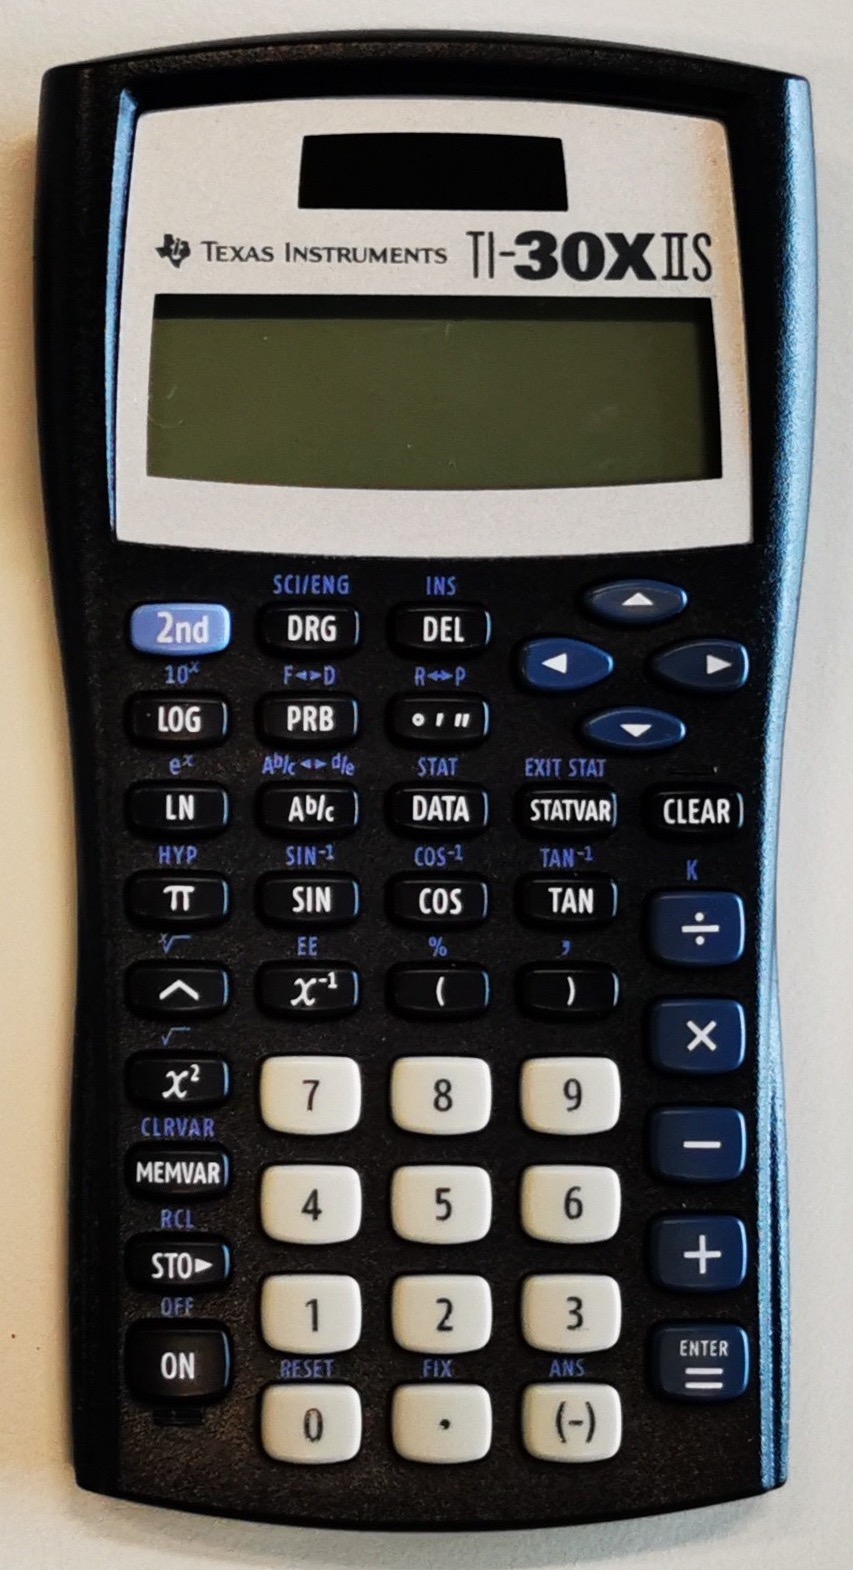 TEXAS INSTRUMENTS TI-30X IIS
SCI/ENG INS
2nd DRG DEL
10ˣ F◄►D R◄►P
LOG PRB ° ′ ″
eˣ Ab/c ◄► d/e STAT EXIT STAT
LN Ab/c DATA STATVAR CLEAR
HYP SIN⁻¹ COS⁻¹ TAN⁻¹ K
π SIN COS TAN ÷
ˣ√ EE % ,
^ x⁻¹ ( )
√ ×
x² 7 8 9
CLRVAR −
MEMVAR 4 5 6
RCL +
STO► 1 2 3
OFF
ON ENTER =
RESET FIX ANS
0 . (-)